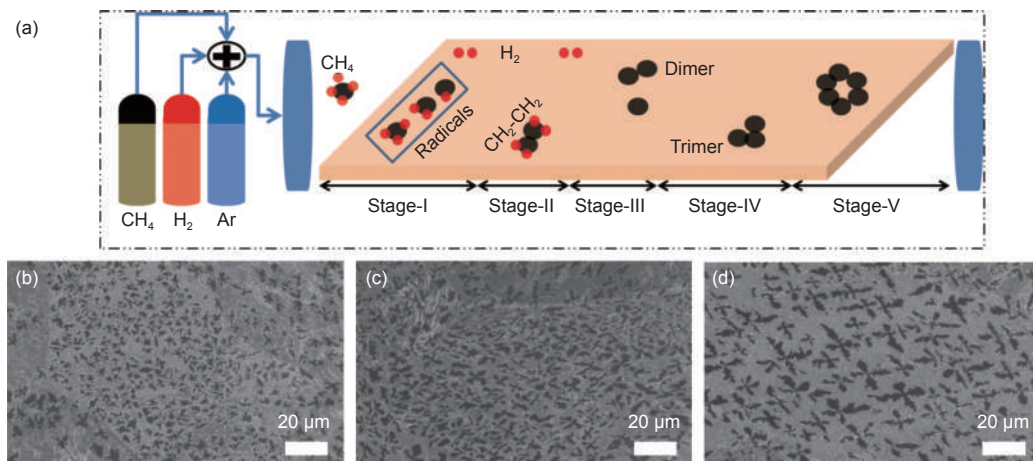 (a)
CH4
H2
Dimer
Radicals
CH2-CH2
Trimer
CH4 H2 Ar
Stage-I Stage-II Stage-III Stage-IV Stage-V
(b) (c) (d)
20 μm 20 μm 20 μm